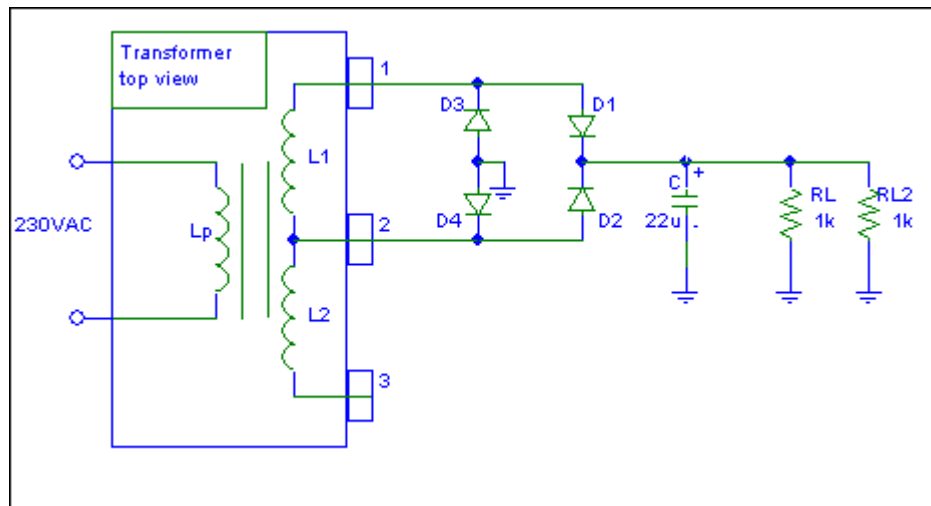 Transformer
top view
1
D3
D1
L1
C
+
RL
RL2
230VAC
Lp
2
D4
D2
22u
-
1k
1k
L2
3